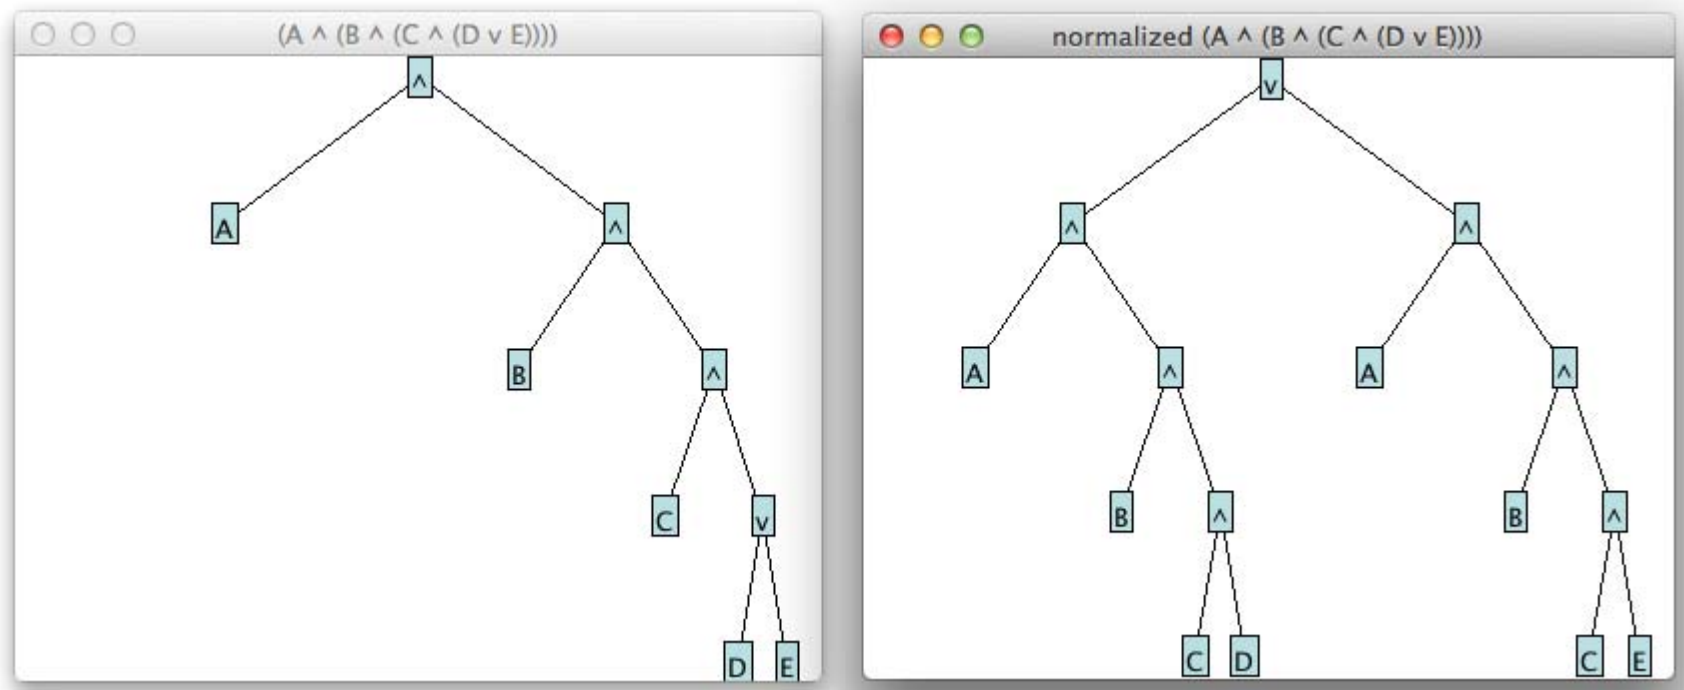 (A ^ (B ^ (C ^ (D v E))))
^
A
^
B
^
C
v
D E
normalized (A ^ (B ^ (C ^ (D v E))))
v
^ ^
A ^ A ^
B ^ B ^
C D C E